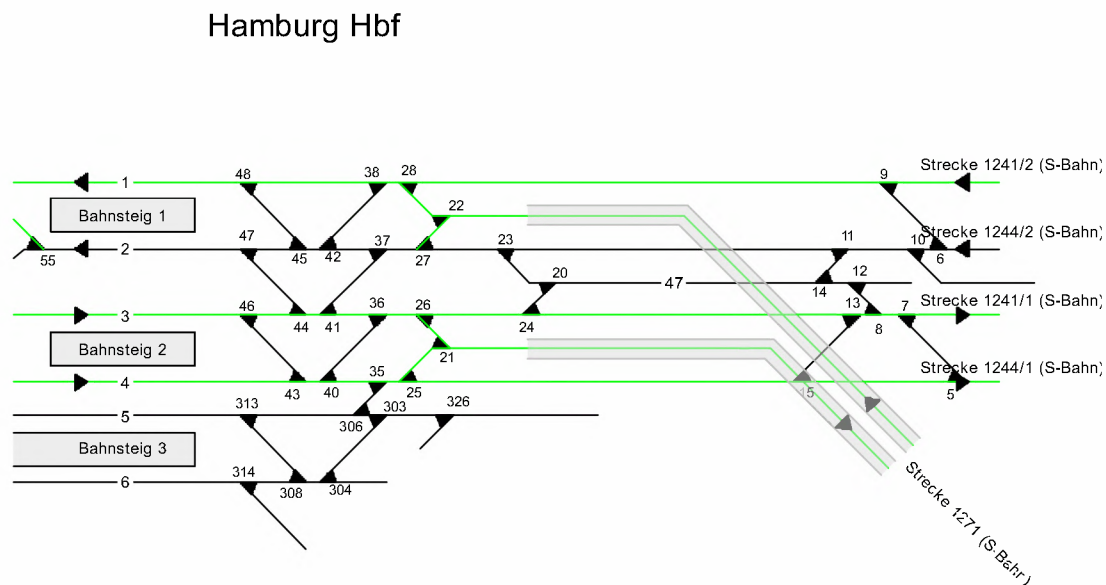 Hamburg Hbf
Strecke 1241/2 (S-Bahn)
48 38 28 9
1
Bahnsteig 1
22
Strecke 1244/2 (S-Bahn)
47 37 23 11 10
2
55 45 42 27 6
20 47 12
14
Strecke 1241/1 (S-Bahn)
46 36 26 13 7
3
44 41 24 8
Bahnsteig 2
21
Strecke 1244/1 (S-Bahn)
35
4
43 40 25 5 5
313 303 326
5
306
Bahnsteig 3
314
6
308 304
Strecke 1271 (S-Bahn)